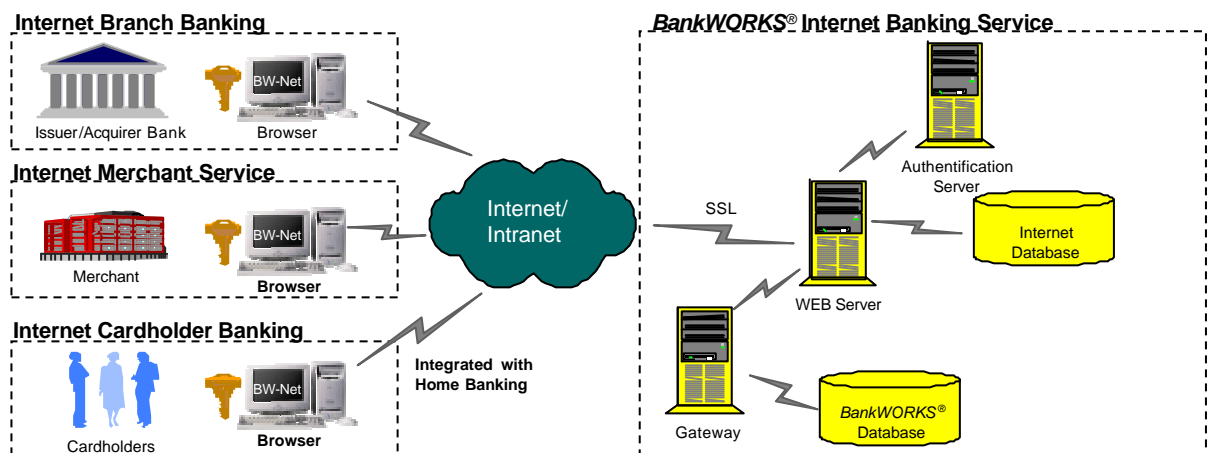 Internet Branch Banking
BW-Net
Issuer/Acquirer Bank
Browser
Internet Merchant Service
BW-Net
Merchant
Browser
Internet Cardholder Banking
BW-Net
Cardholders
Browser
Internet/
Intranet
Integrated with
Home Banking
BankWORKS® Internet Banking Service
Authentification
Server
SSL
Internet
Database
WEB Server
Gateway
BankWORKS®
Database